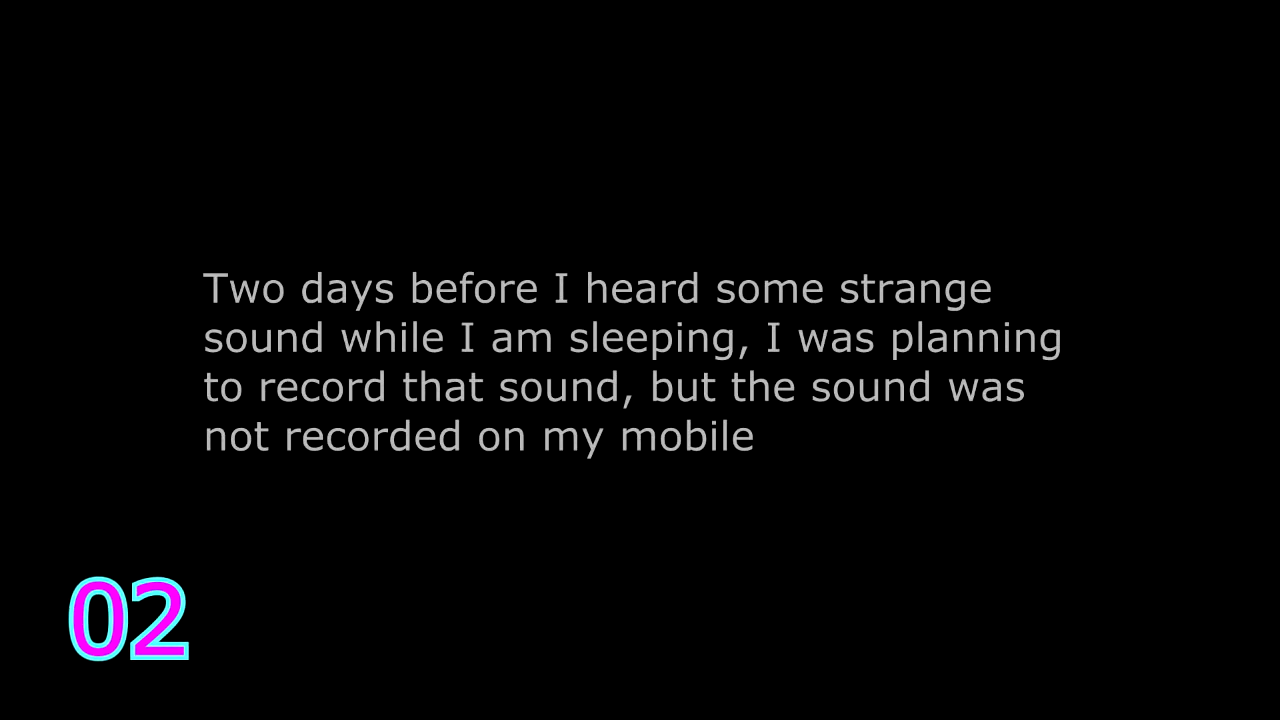 Two days before I heard some strange
sound while I am sleeping, I was planning
to record that sound, but the sound was
not recorded on my mobile
02